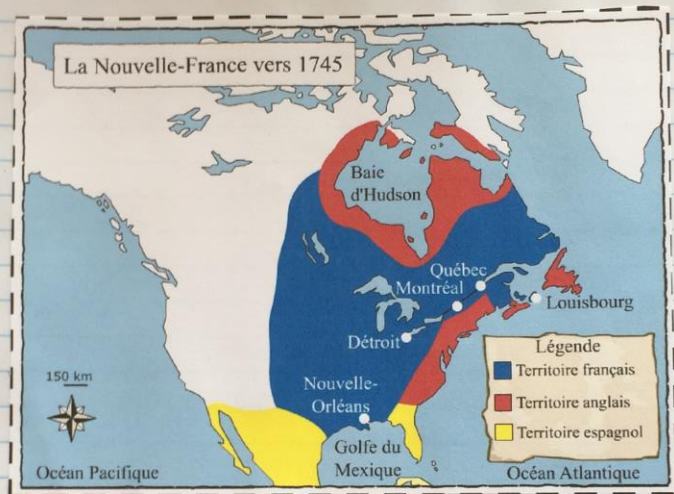 La Nouvelle-France vers 1745
Baie
d'Hudson
Québec
Montréal
Louisbourg
Détroit
Légende
Territoire français
150 km
Nouvelle-
Orléans
Territoire anglais
Territoire espagnol
Golfe du
Mexique
Océan Pacifique
Océan Atlantique